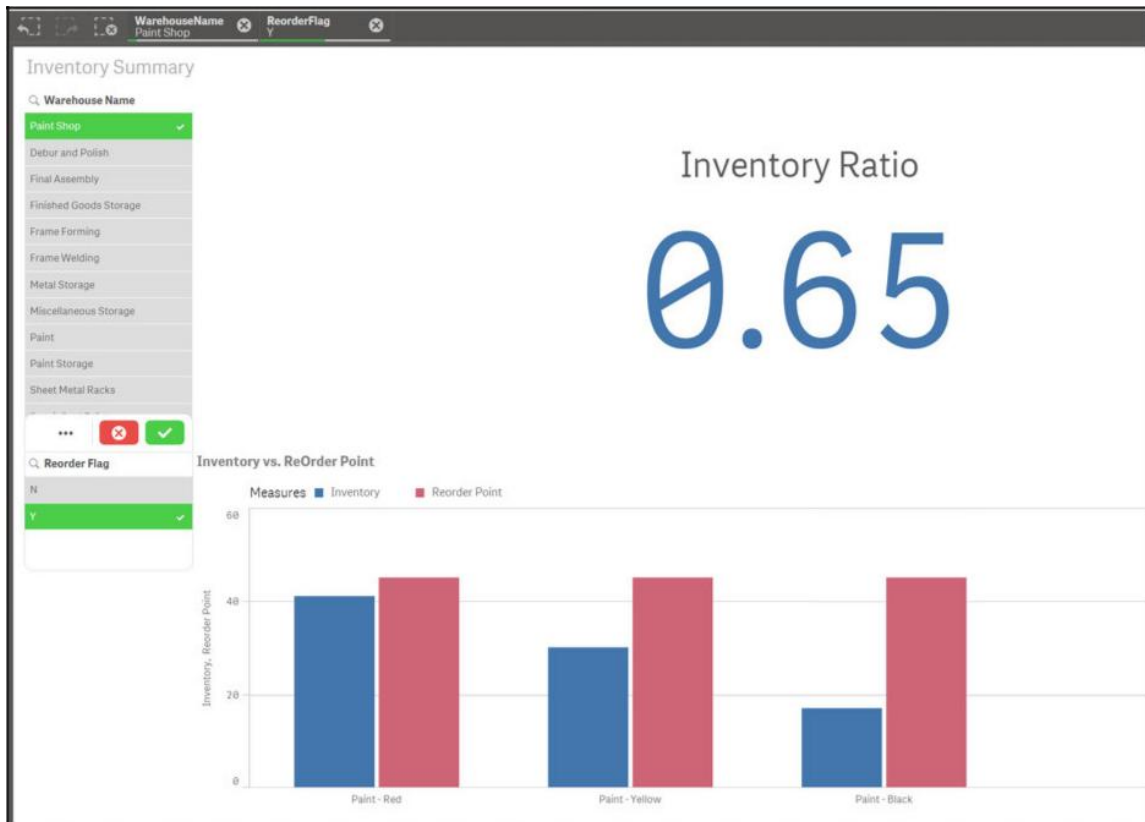 WarehouseName
Paint Shop
ReorderFlag
Y
Inventory Summary
Warehouse Name
Paint Shop
Debur and Polish
Final Assembly
Finished Goods Storage
Frame Forming
Frame Welding
Metal Storage
Miscellaneous Storage
Paint
Paint Storage
Sheet Metal Racks
Inventory Ratio
0.65
Reorder Flag
N
Y
Inventory vs. ReOrder Point
Measures Inventory Reorder Point
60
40
20
0
Inventory, Reorder Point
Paint - Red Paint - Yellow Paint - Black